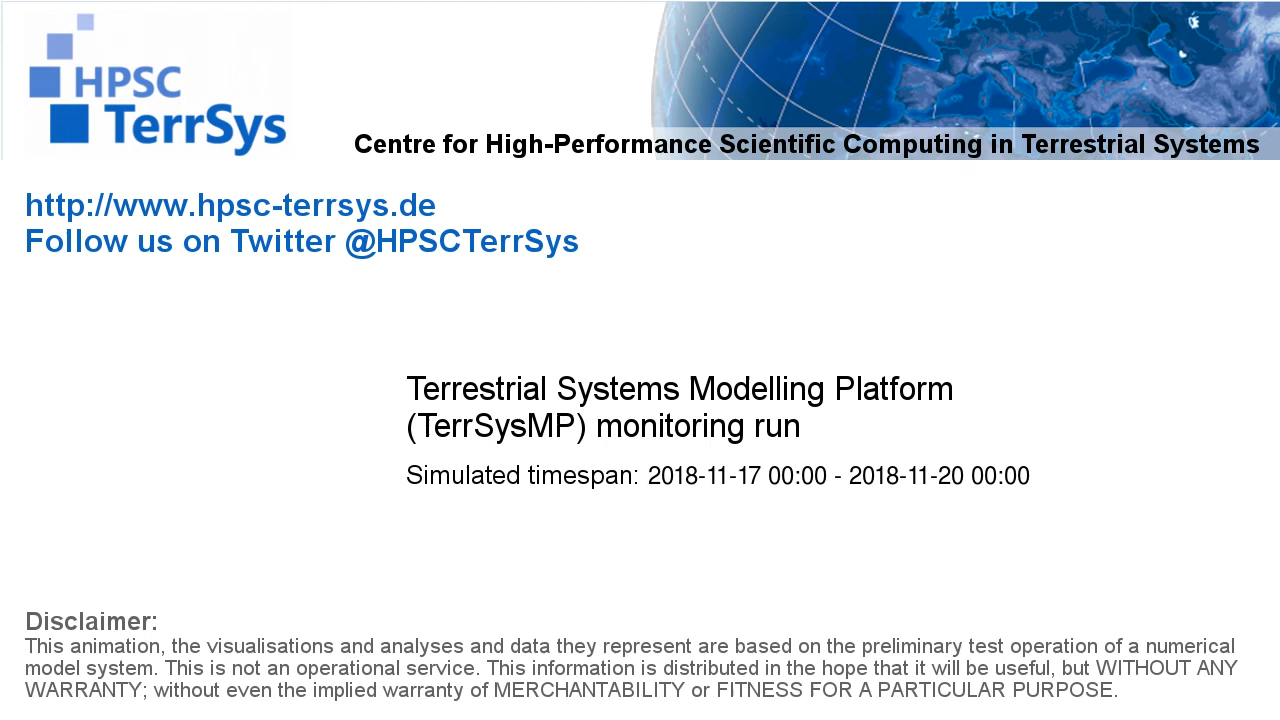 HPSC
TerrSys
Centre for High-Performance Scientific Computing in Terrestrial Systems
http://www.hpsc-terrsys.de
Follow us on Twitter @HPSCTerrSys
Terrestrial Systems Modelling Platform
(TerrSysMP) monitoring run
Simulated timespan: 2018-11-17 00:00 - 2018-11-20 00:00
Disclaimer:
This animation, the visualisations and analyses and data they represent are based on the preliminary test operation of a numerical
model system. This is not an operational service. This information is distributed in the hope that it will be useful, but WITHOUT ANY
WARRANTY; without even the implied warranty of MERCHANTABILITY or FITNESS FOR A PARTICULAR PURPOSE.